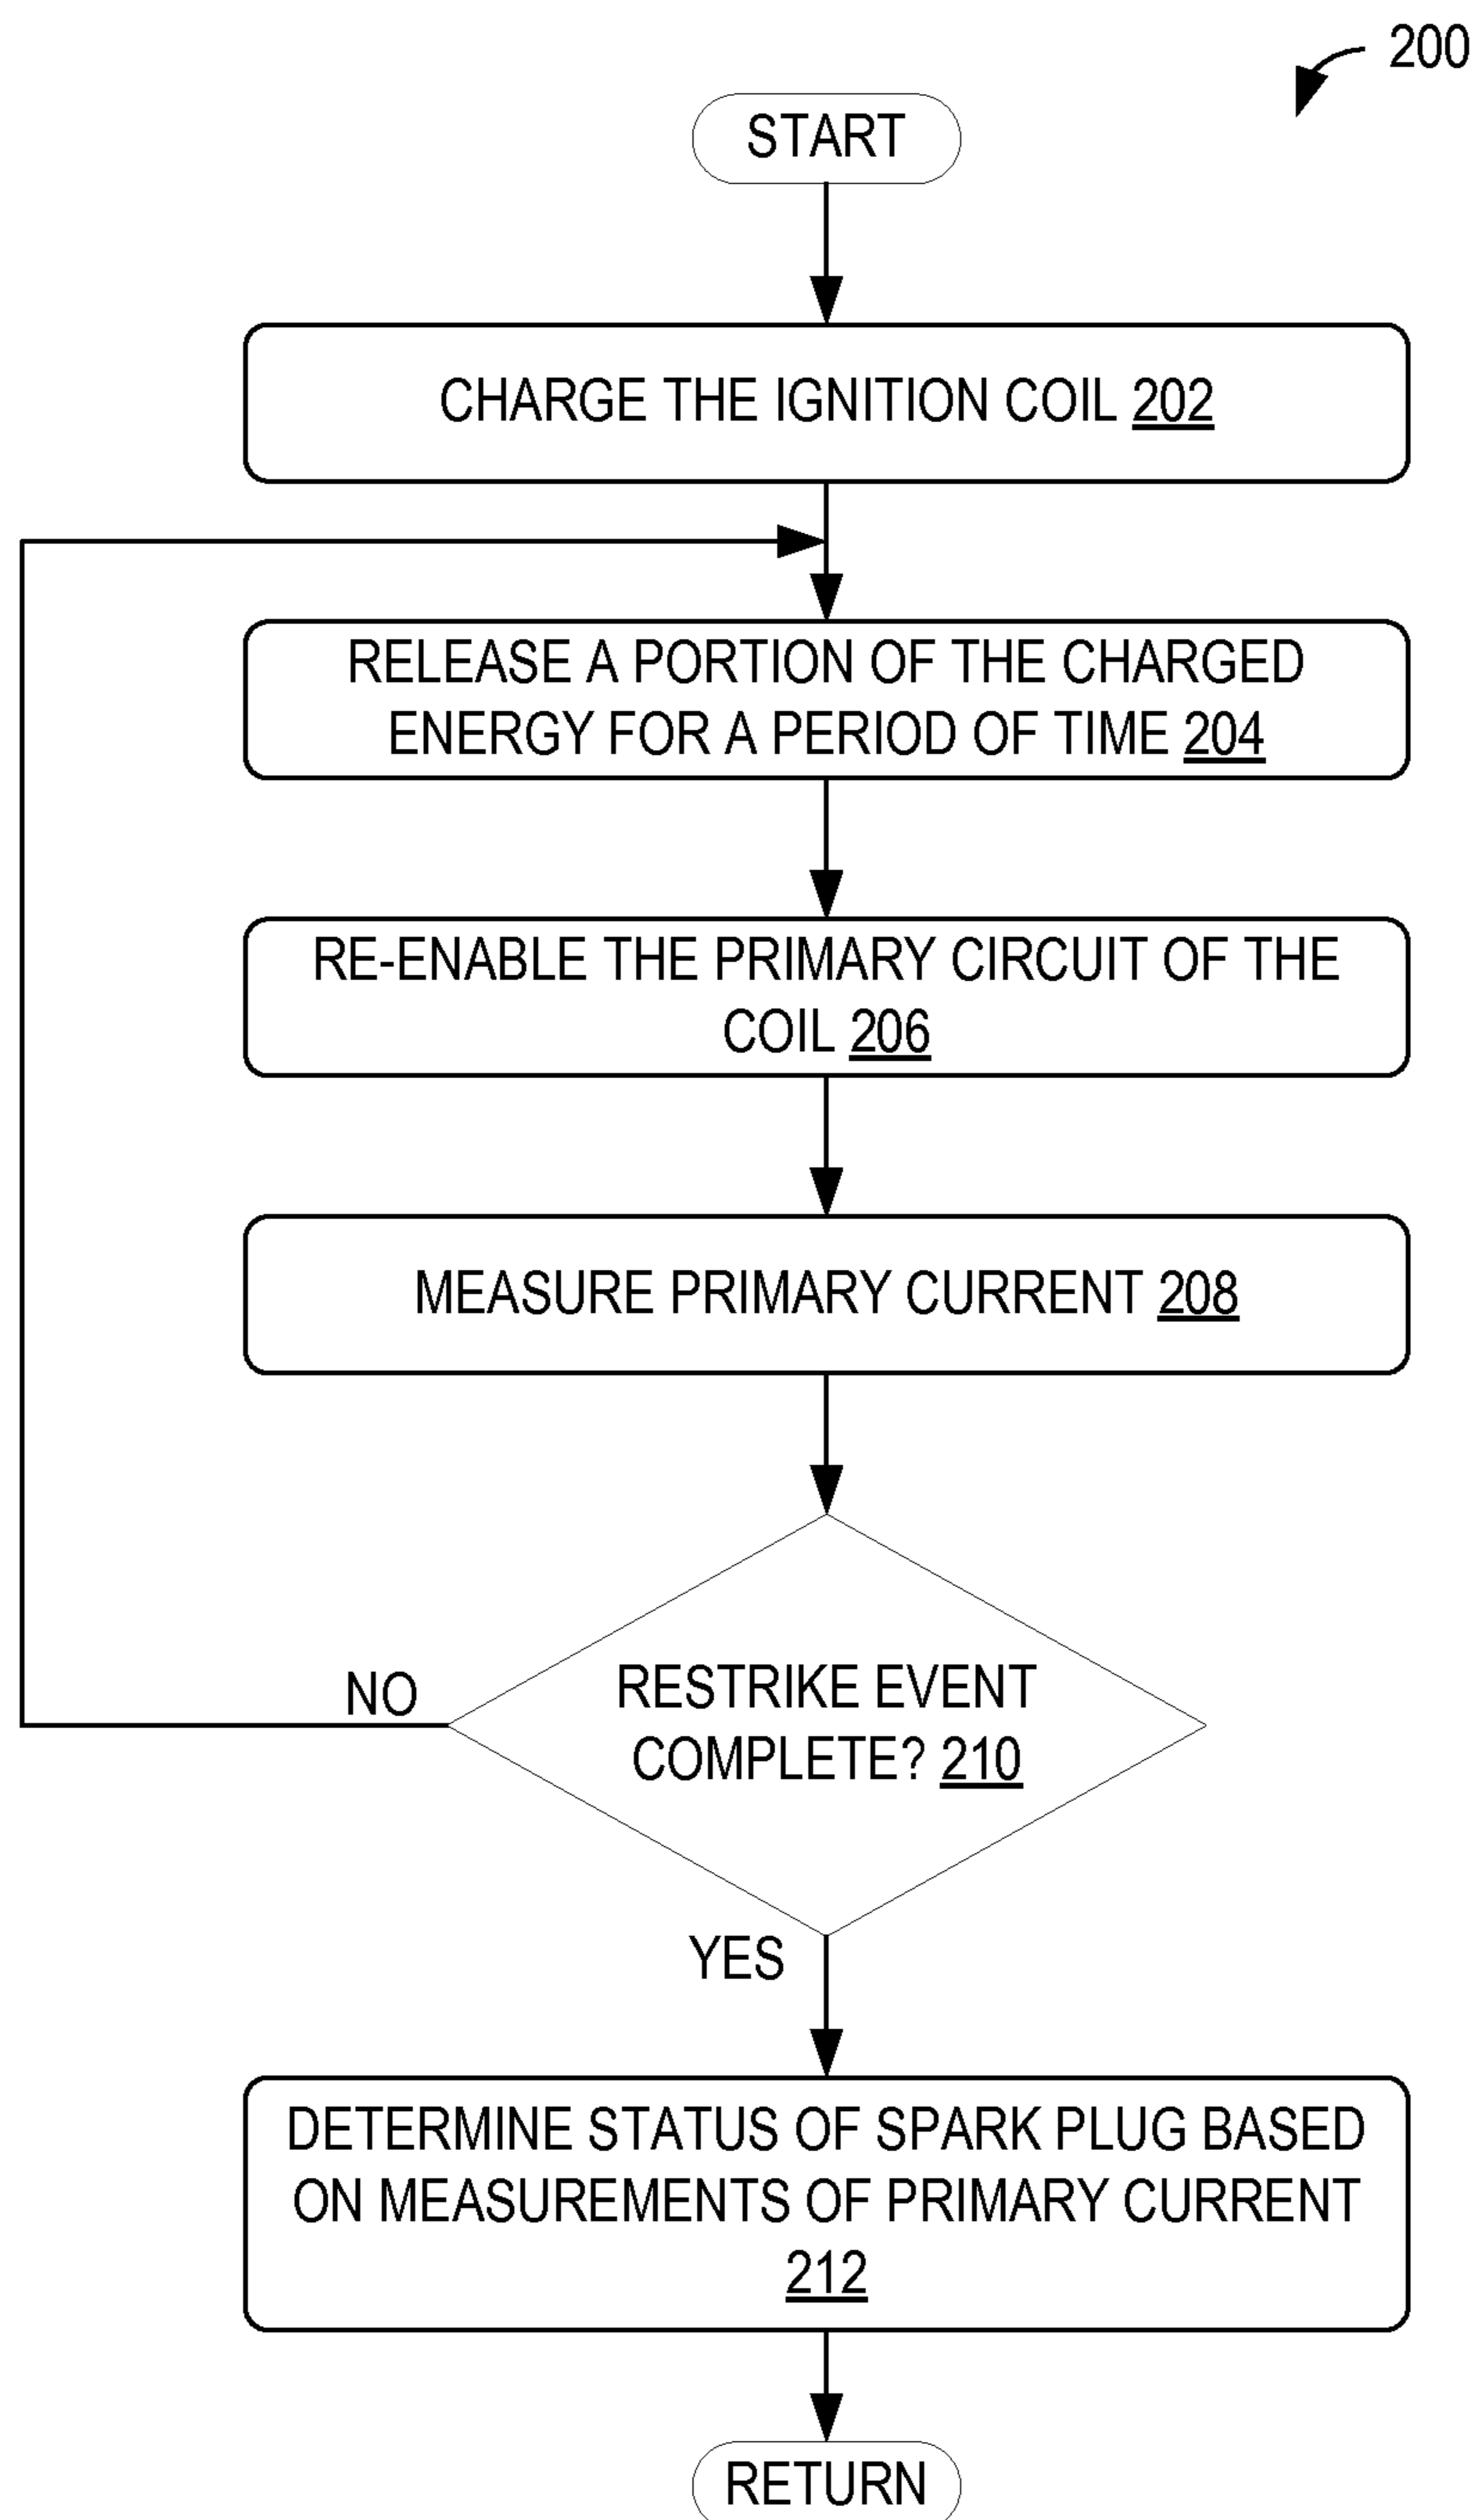 200
START
CHARGE THE IGNITION COIL 202
RELEASE A PORTION OF THE CHARGED
ENERGY FOR A PERIOD OF TIME 204
RE-ENABLE THE PRIMARY CIRCUIT OF THE
COIL 206
MEASURE PRIMARY CURRENT 208
RESTRIKE EVENT
COMPLETE? 210
NO
YES
DETERMINE STATUS OF SPARK PLUG BASED
ON MEASUREMENTS OF PRIMARY CURRENT
212
RETURN